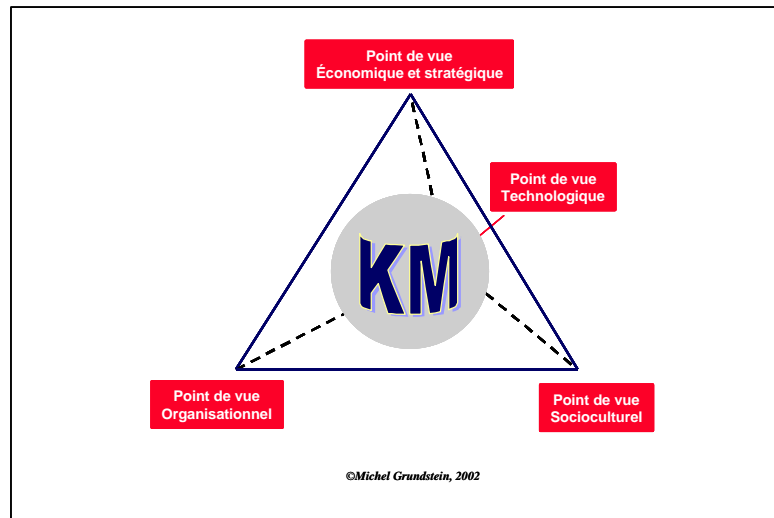 Point de vue
Économique et stratégique
Point de vue
Technologique
KM
Point de vue
Organisationnel
Point de vue
Socioculturel
©Michel Grundstein, 2002